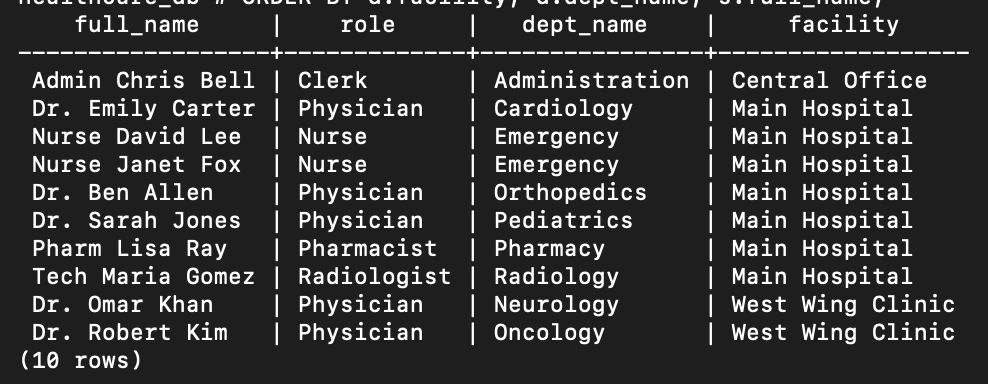 healthcare_db # ORDER BY d.facility, d.dept_name, s.full_name;
full_name | role | dept_name | facility
------------------+-------------+----------------+------------------
Admin Chris Bell | Clerk | Administration | Central Office
Dr. Emily Carter | Physician | Cardiology | Main Hospital
Nurse David Lee | Nurse | Emergency | Main Hospital
Nurse Janet Fox | Nurse | Emergency | Main Hospital
Dr. Ben Allen | Physician | Orthopedics | Main Hospital
Dr. Sarah Jones | Physician | Pediatrics | Main Hospital
Pharm Lisa Ray | Pharmacist | Pharmacy | Main Hospital
Tech Maria Gomez | Radiologist | Radiology | Main Hospital
Dr. Omar Khan | Physician | Neurology | West Wing Clinic
Dr. Robert Kim | Physician | Oncology | West Wing Clinic
(10 rows)